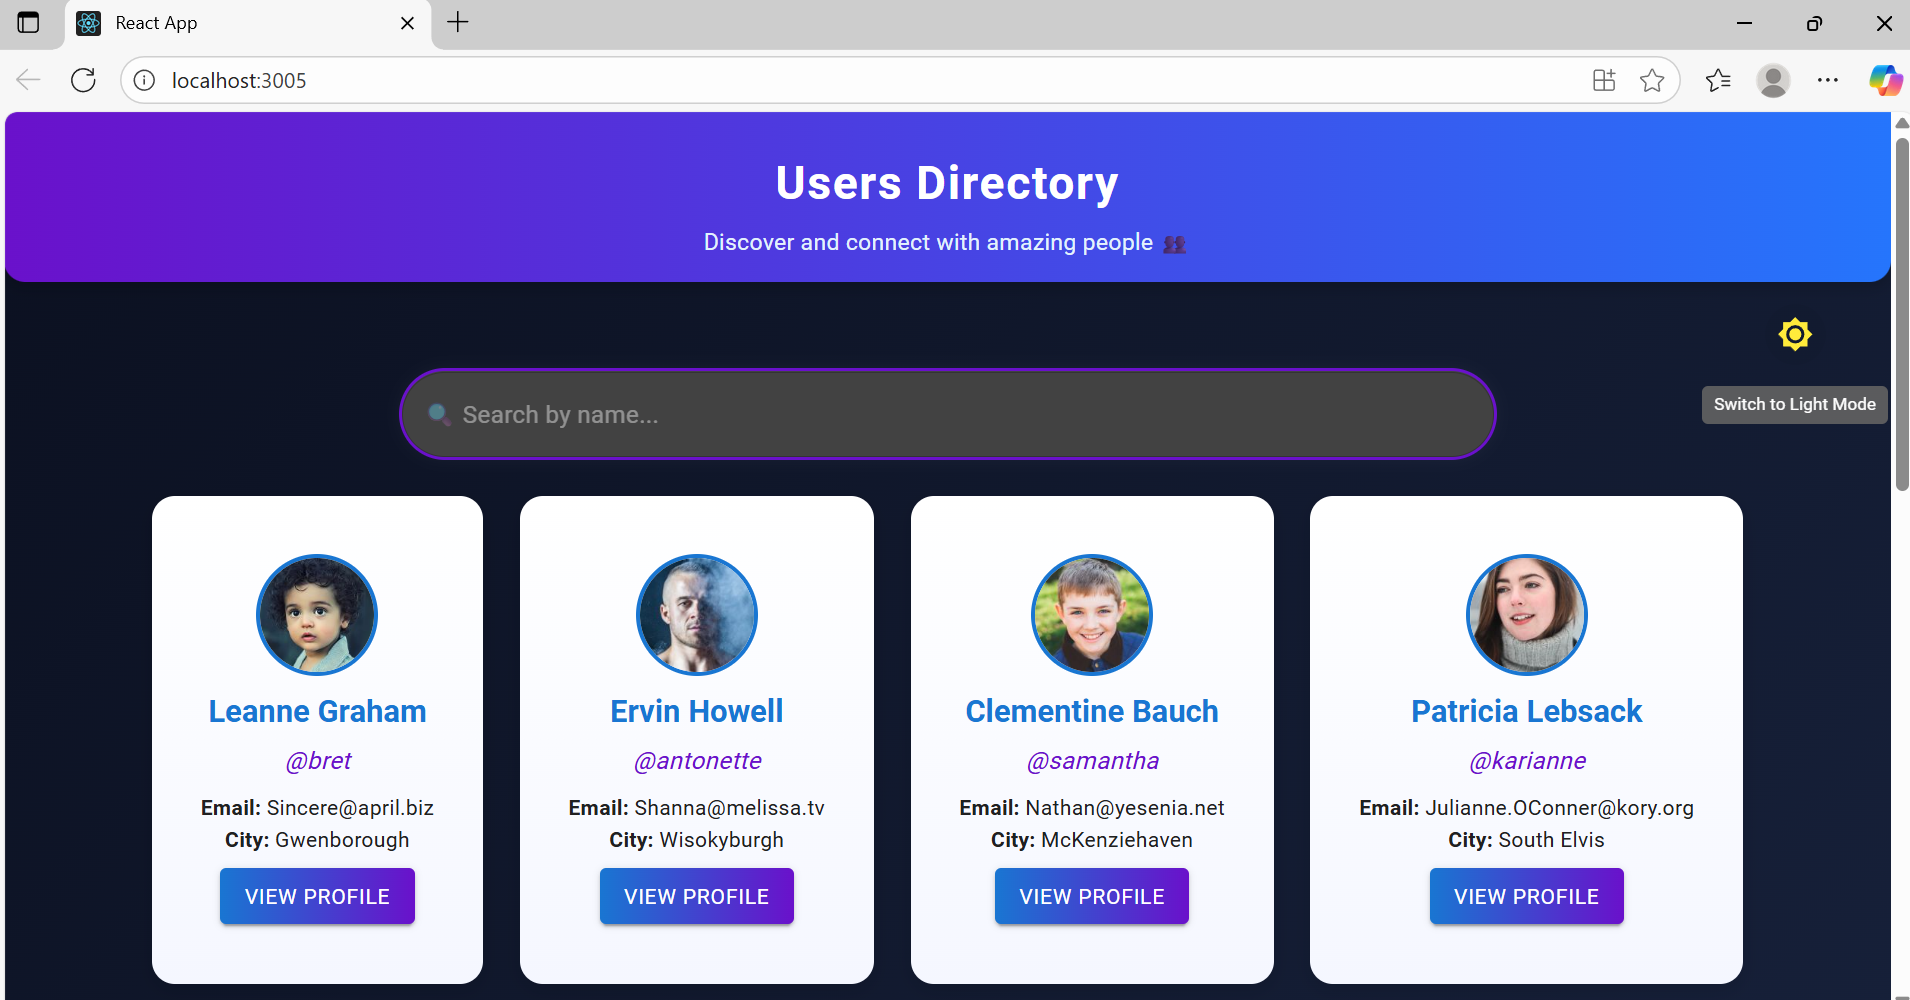 React App
localhost:3005
Users Directory
Discover and connect with amazing people 👥
Search by name...
Switch to Light Mode
Leanne Graham
@bret
Email: Sincere@april.biz
City: Gwenborough
VIEW PROFILE
Ervin Howell
@antonette
Email: Shanna@melissa.tv
City: Wisokyburgh
VIEW PROFILE
Clementine Bauch
@samantha
Email: Nathan@yesenia.net
City: McKenziehaven
VIEW PROFILE
Patricia Lebsack
@karianne
Email: Julianne.OConner@kory.org
City: South Elvis
VIEW PROFILE